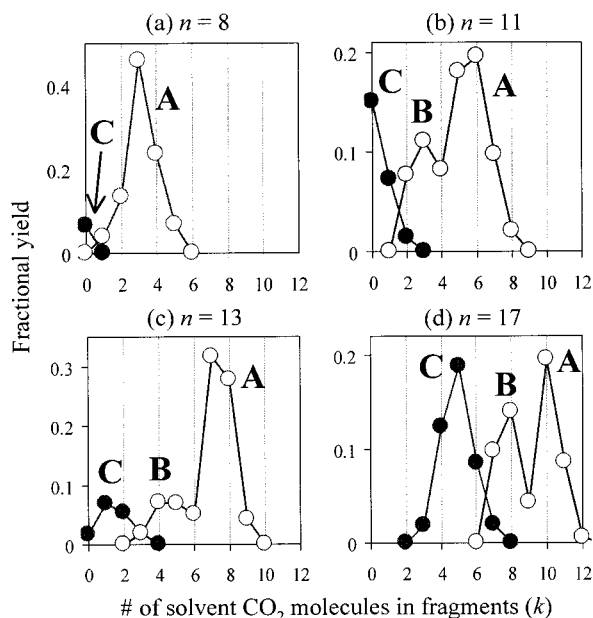 (a) n = 8
(b) n = 11
0.4
0.2
0
C
A
0 2 4 6 8 10 12
0.2
0.1
0
C
B
A
0 2 4 6 8 10 12
(c) n = 13
(d) n = 17
0.3
0.2
0.1
0
C
B
A
0 2 4 6 8 10 12
0.2
0.1
0
C
B
A
0 2 4 6 8 10 12
Fractional yield
# of solvent CO₂ molecules in fragments (k)